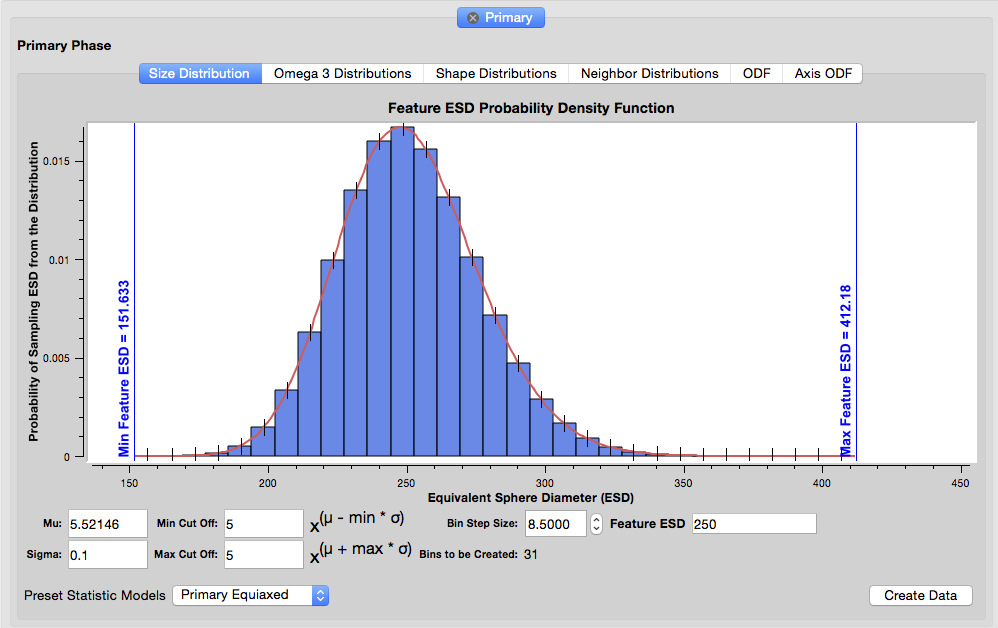 Primary
Primary Phase
Size Distribution
Omega 3 Distributions
Shape Distributions
Neighbor Distributions
ODF
Axis ODF
Feature ESD Probability Density Function
Probability of Sampling ESD from the Distribution
0.015
0.01
0.005
0
Min Feature ESD = 151.633
Max Feature ESD = 412.18
150
200
250
300
350
400
450
Equivalent Sphere Diameter (ESD)
Mu: 5.52146 Min Cut Off: 5 x(μ - min * σ) Bin Step Size: 8.5000 Feature ESD 250
Sigma: 0.1 Max Cut Off: 5 x(μ + max * σ) Bins to be Created: 31
Preset Statistic Models Primary Equiaxed Create Data